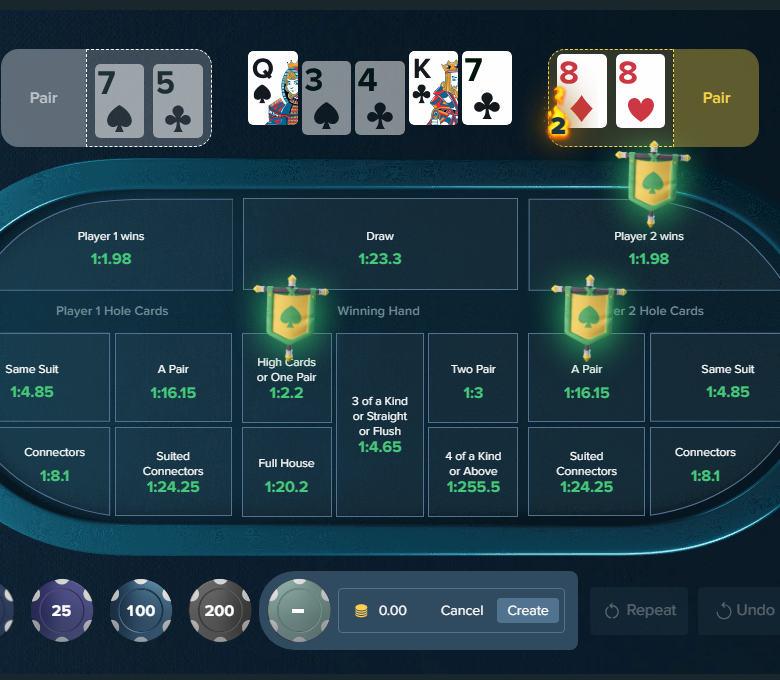 Pair
7
5
Q
3
4
K
7
8
8
Pair
2
Player 1 wins
1:1.98
Draw
1:23.3
Player 2 wins
1:1.98
Player 1 Hole Cards
Winning Hand
2 Hole Cards
Same Suit
1:4.85
A Pair
1:16.15
High Cards
or One Pair
1:2.2
3 of a Kind
or Straight
or Flush
1:4.65
Two Pair
1:3
A Pair
1:16.15
Same Suit
1:4.85
Connectors
1:8.1
Suited
Connectors
1:24.25
Full House
1:20.2
4 of a Kind
or Above
1:255.5
Suited
Connectors
1:24.25
Connectors
1:8.1
25
100
200
–
0.00
Cancel
Create
Repeat
Undo